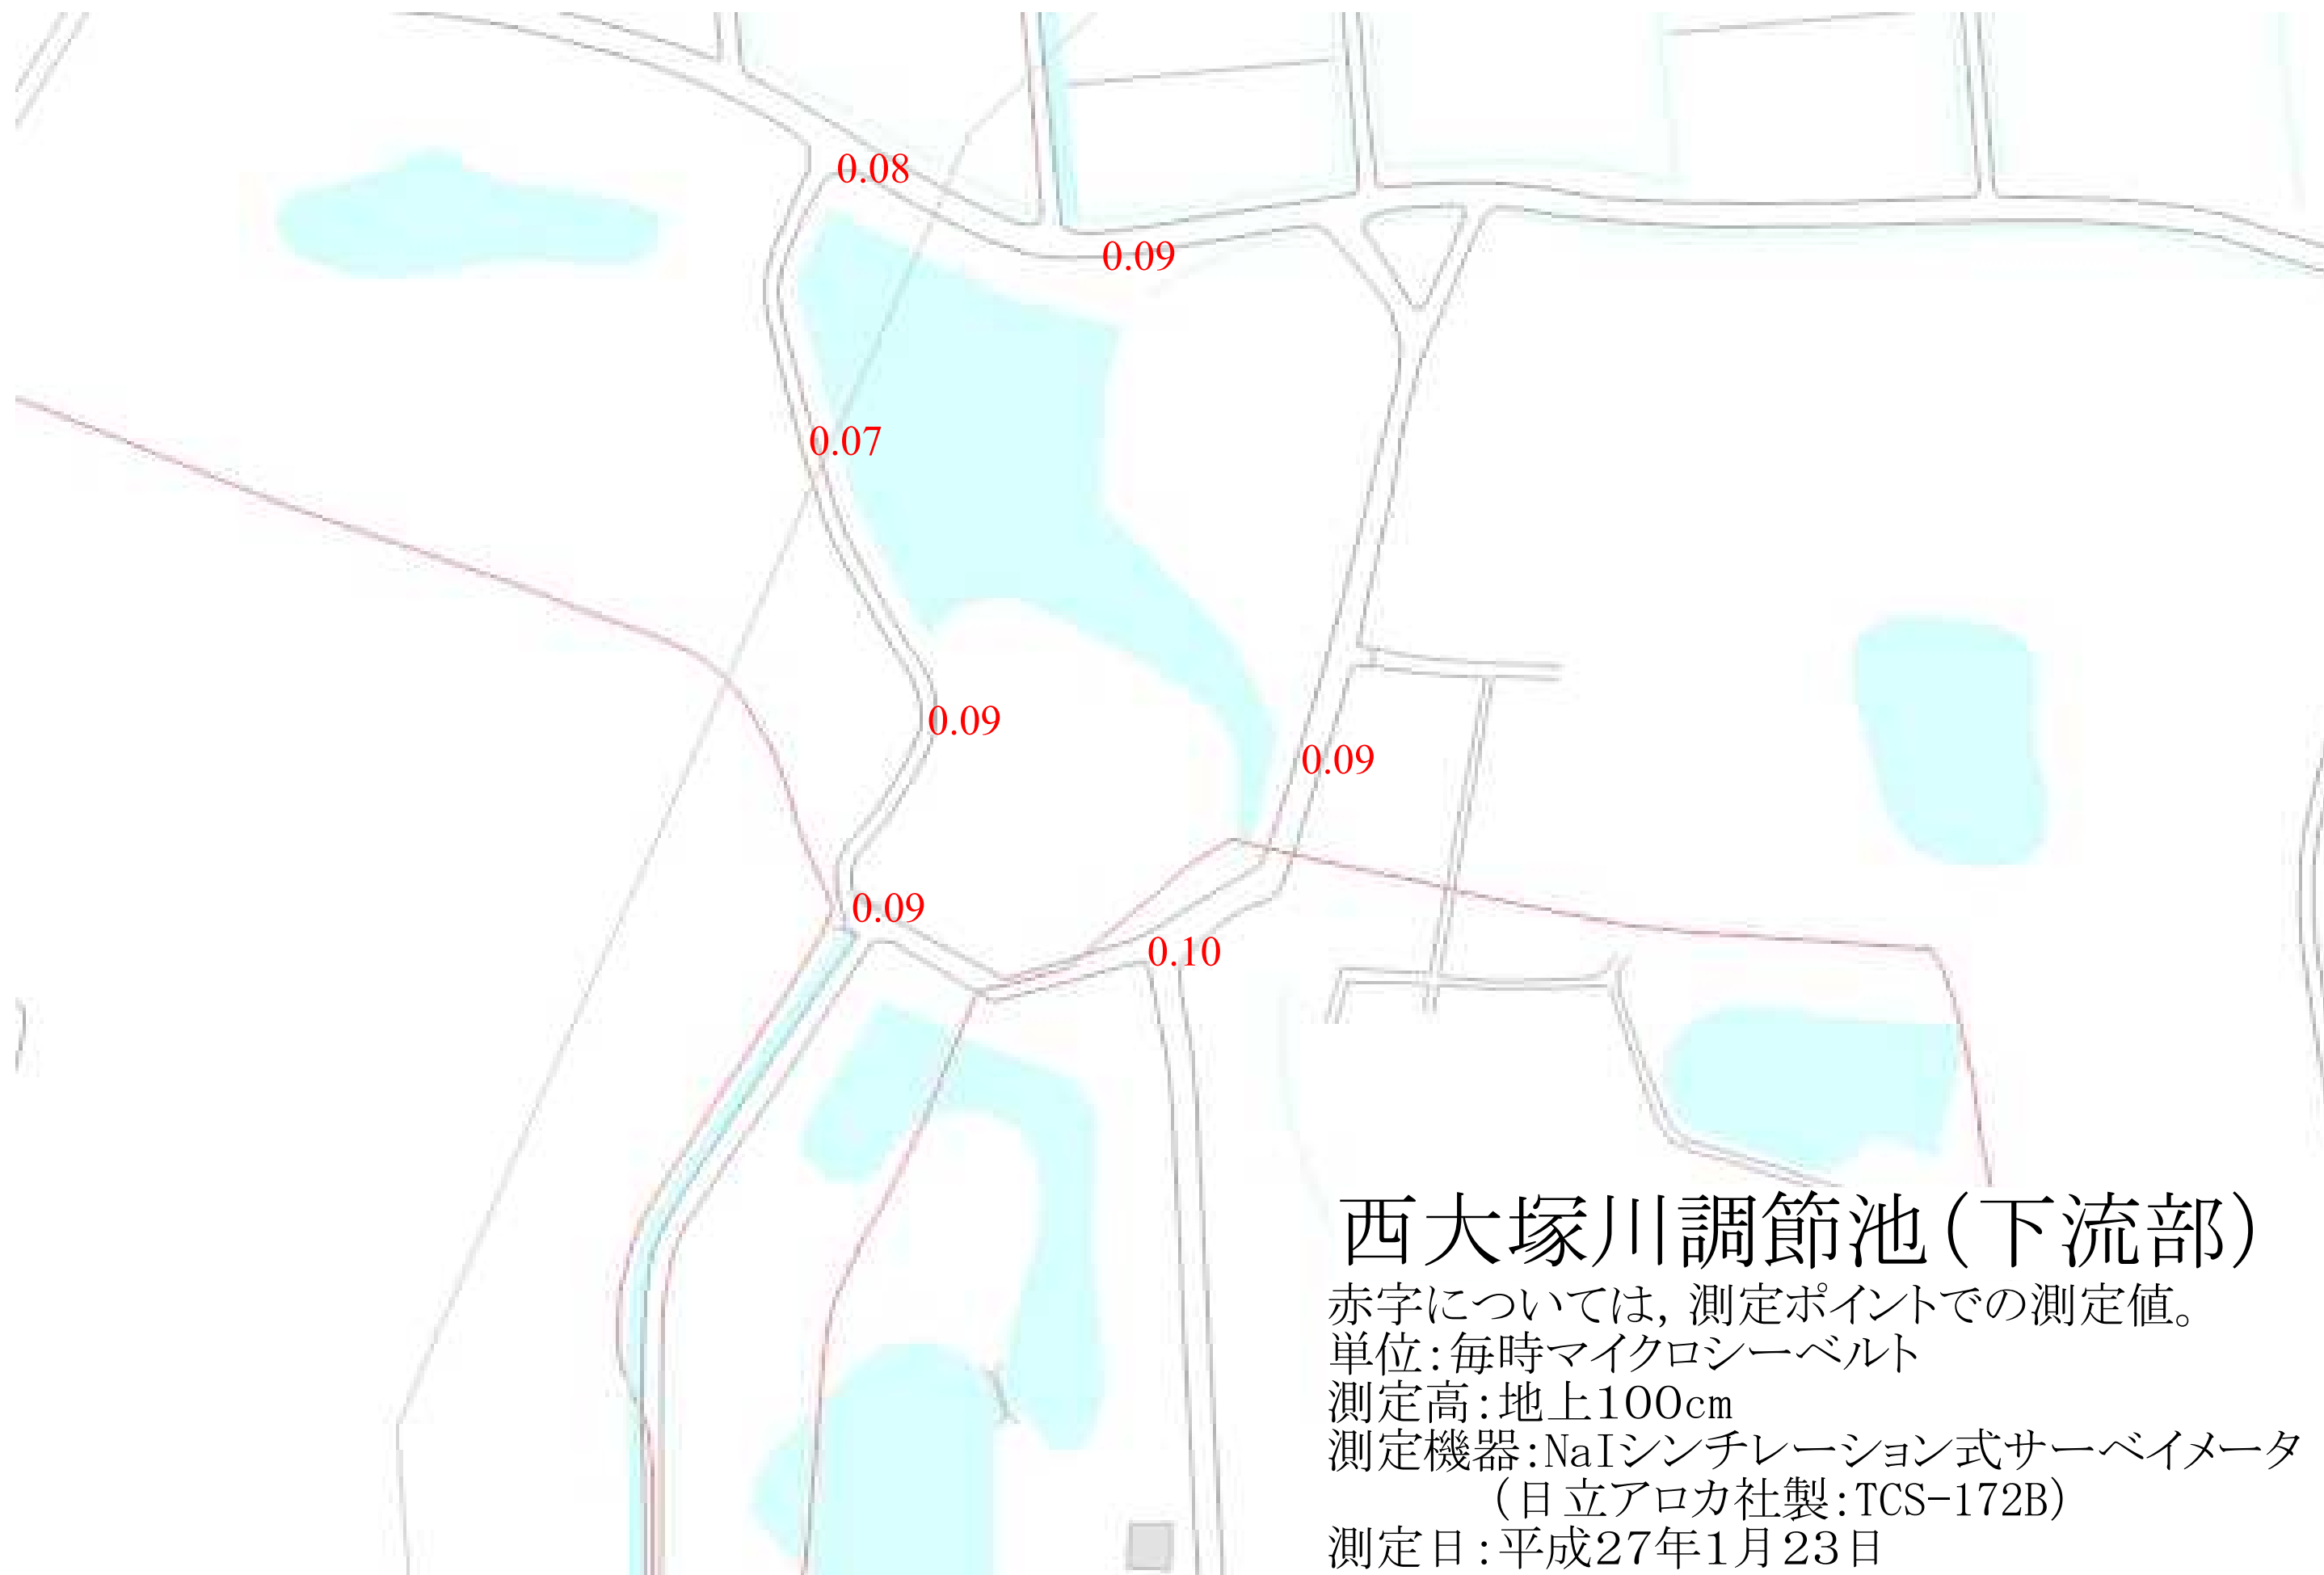 0.08
0.09
0.07
0.09
0.09
0.09
0.10
西大塚川調節池（下流部）
赤字については，測定ポイントでの測定値。
単位：毎時マイクロシーベルト
測定高：地上100cm
測定機器：NaIシンチレーション式サーベイメータ
（日立アロカ社製：TCS-172B）
測定日：平成27年1月23日